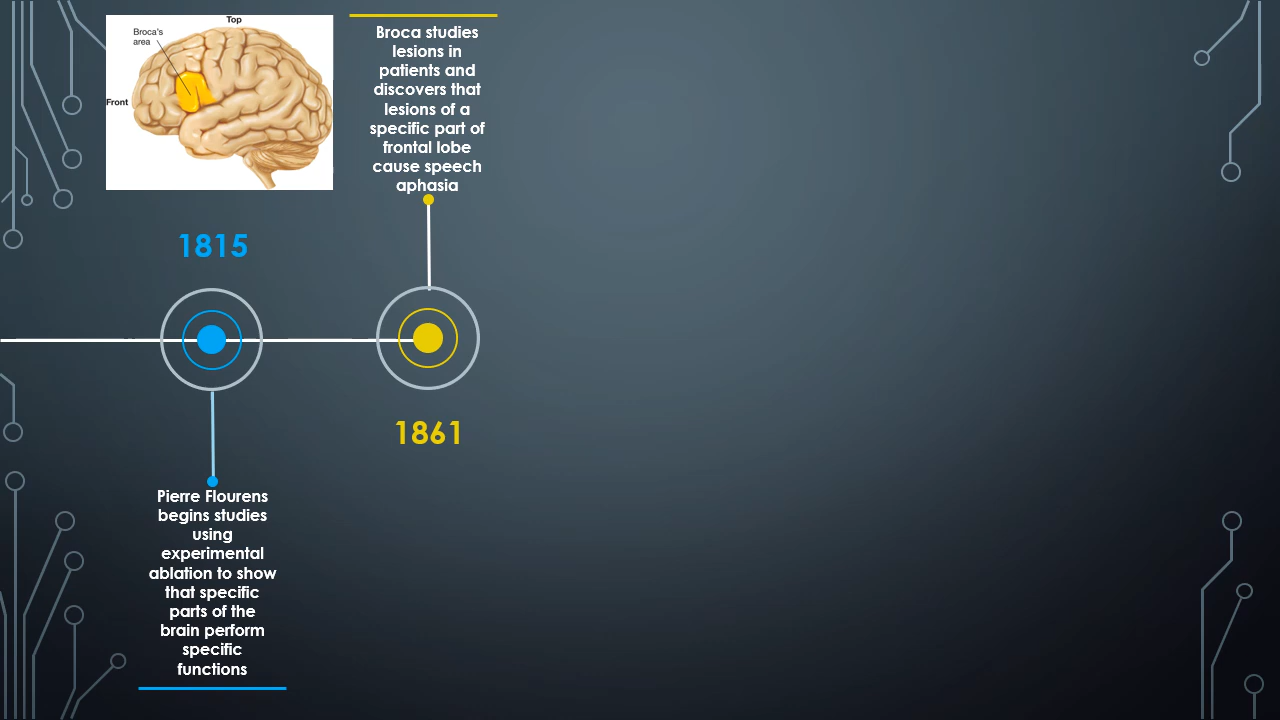 Top
Broca's
area
Front
Broca studies
lesions in
patients and
discovers that
lesions of a
specific part of
frontal lobe
cause speech
aphasia
1815
1861
Pierre Flourens
begins studies
using
experimental
ablation to show
that specific
parts of the
brain perform
specific
functions